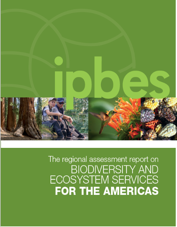 ipbes
The regional assessment report on
BIODIVERSITY AND
ECOSYSTEM SERVICES
FOR THE AMERICAS